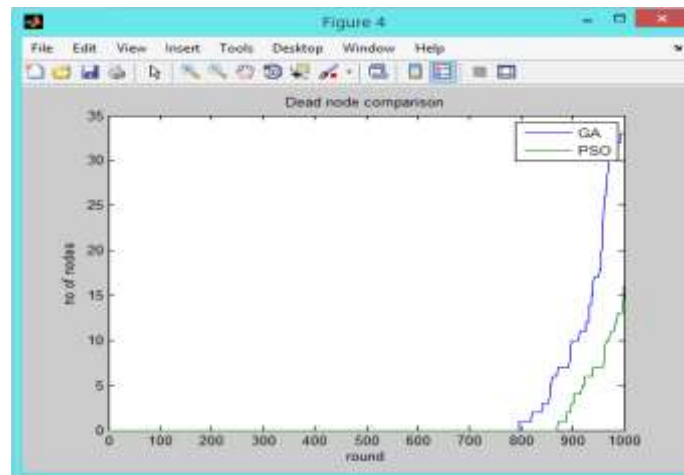 Figure 4
File Edit View Insert Tools Desktop Window Help
Dead node comparison
35
30
25
20
15
10
5
0
no of nodes
GA
PSO
0 100 200 300 400 500 600 700 800 900 1000
round